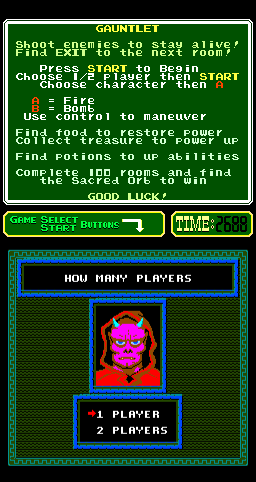 GAUNTLET
Shoot enemies to stay alive!
Find EXIT to the next room!
Press START to Begin
Choose 1/2 player then START
Choose character then A
A = Fire
B = Bomb
Use control to maneuver
Find food to restore power
Collect treasure to power up
Find potions to up abilities
Complete 100 rooms and find
the Sacred Orb to win
GOOD LUCK!
GAME SELECT
START BUTTONS
TIME:2688
HOW MANY PLAYERS
1 PLAYER
2 PLAYERS